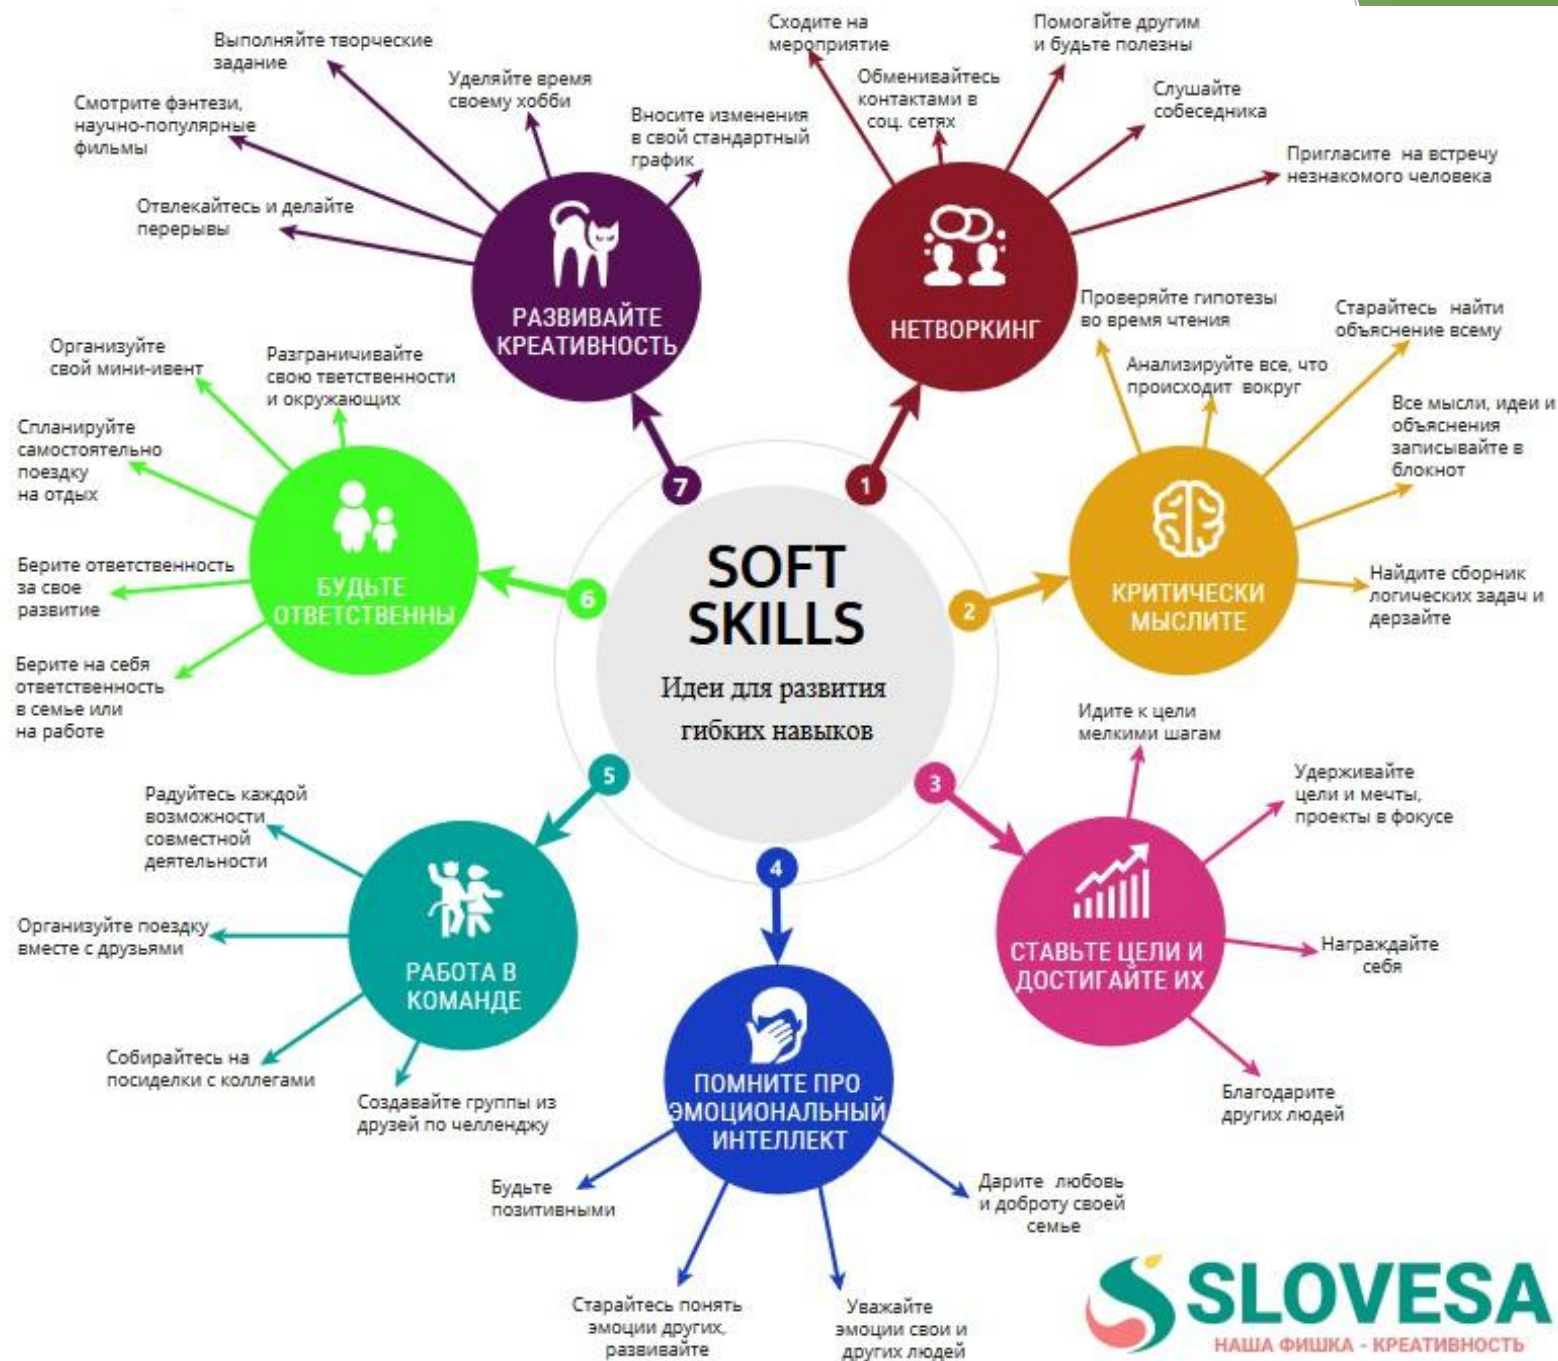 SOFT
SKILLS
Идеи для развития
гибких навыков
1
НЕТВОРКИНГ
Сходите на
мероприятие
Обменивайтесь
контактами в
соц. сетях
Помогайте другим
и будьте полезны
Слушайте
собеседника
Пригласите на встречу
незнакомого человека
2
КРИТИЧЕСКИ
МЫСЛИТЕ
Проверяйте гипотезы
во время чтения
Анализируйте все, что
происходит вокруг
Старайтесь найти
объяснение всему
Все мысли, идеи и
объяснения
записывайте в
блокнот
Найдите сборник
логических задач и
дерзайте
3
СТАВЬТЕ ЦЕЛИ И
ДОСТИГАЙТЕ ИХ
Идите к цели
мелкими шагам
Удерживайте
цели и мечты,
проекты в фокусе
Награждайте
себя
Благодарите
других людей
4
ПОМНИТЕ ПРО
ЭМОЦИОНАЛЬНЫЙ
ИНТЕЛЛЕКТ
Дарите любовь
и доброту своей
семье
Уважайте
эмоции свои и
других людей
Старайтесь понять
эмоции других,
развивайте
Будьте
позитивными
5
РАБОТА В
КОМАНДЕ
Создавайте группы из
друзей по челленджу
Собирайтесь на
посиделки с коллегами
Организуйте поездку
вместе с друзьями
Радуйтесь каждой
возможности
совместной
деятельности
6
БУДЬТЕ
ОТВЕТСТВЕННЫ
Берите на себя
ответственность
в семье или
на работе
Берите ответственность
за свое
развитие
Спланируйте
самостоятельно
поездку
на отдых
Организуйте
свой мини-ивент
Разграничивайте
свою тветственности
и окружающих
7
РАЗВИВАЙТЕ
КРЕАТИВНОСТЬ
Отвлекайтесь и делайте
перерывы
Смотрите фэнтези,
научно-популярные
фильмы
Выполняйте творческие
задание
Уделяйте время
своему хобби
Вносите изменения
в свой стандартный
график
SLOVESA
НАША ФИШКА - КРЕАТИВНОСТЬ